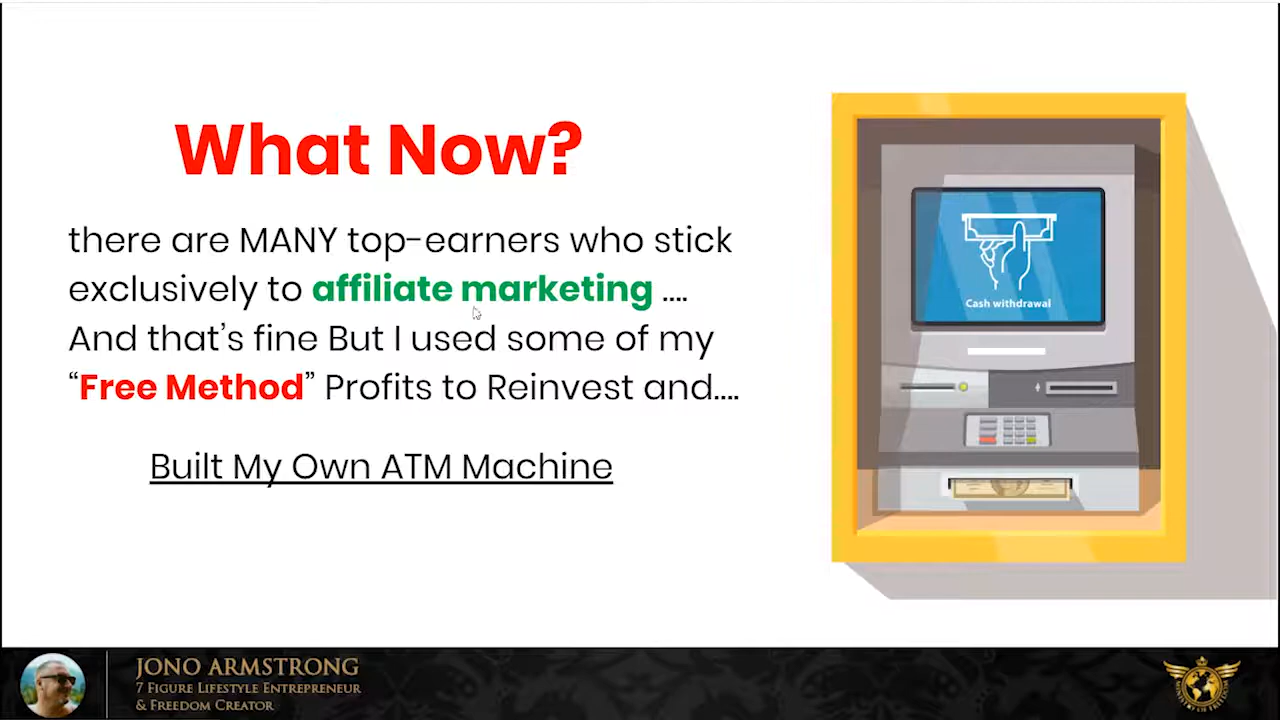 What Now?
there are MANY top-earners who stick
exclusively to affiliate marketing ....
And that's fine But I used some of my
“Free Method” Profits to Reinvest and....
Built My Own ATM Machine
Cash withdrawal
JONO ARMSTRONG
7 FIGURE LIFESTYLE ENTREPRENEUR
& FREEDOM CREATOR